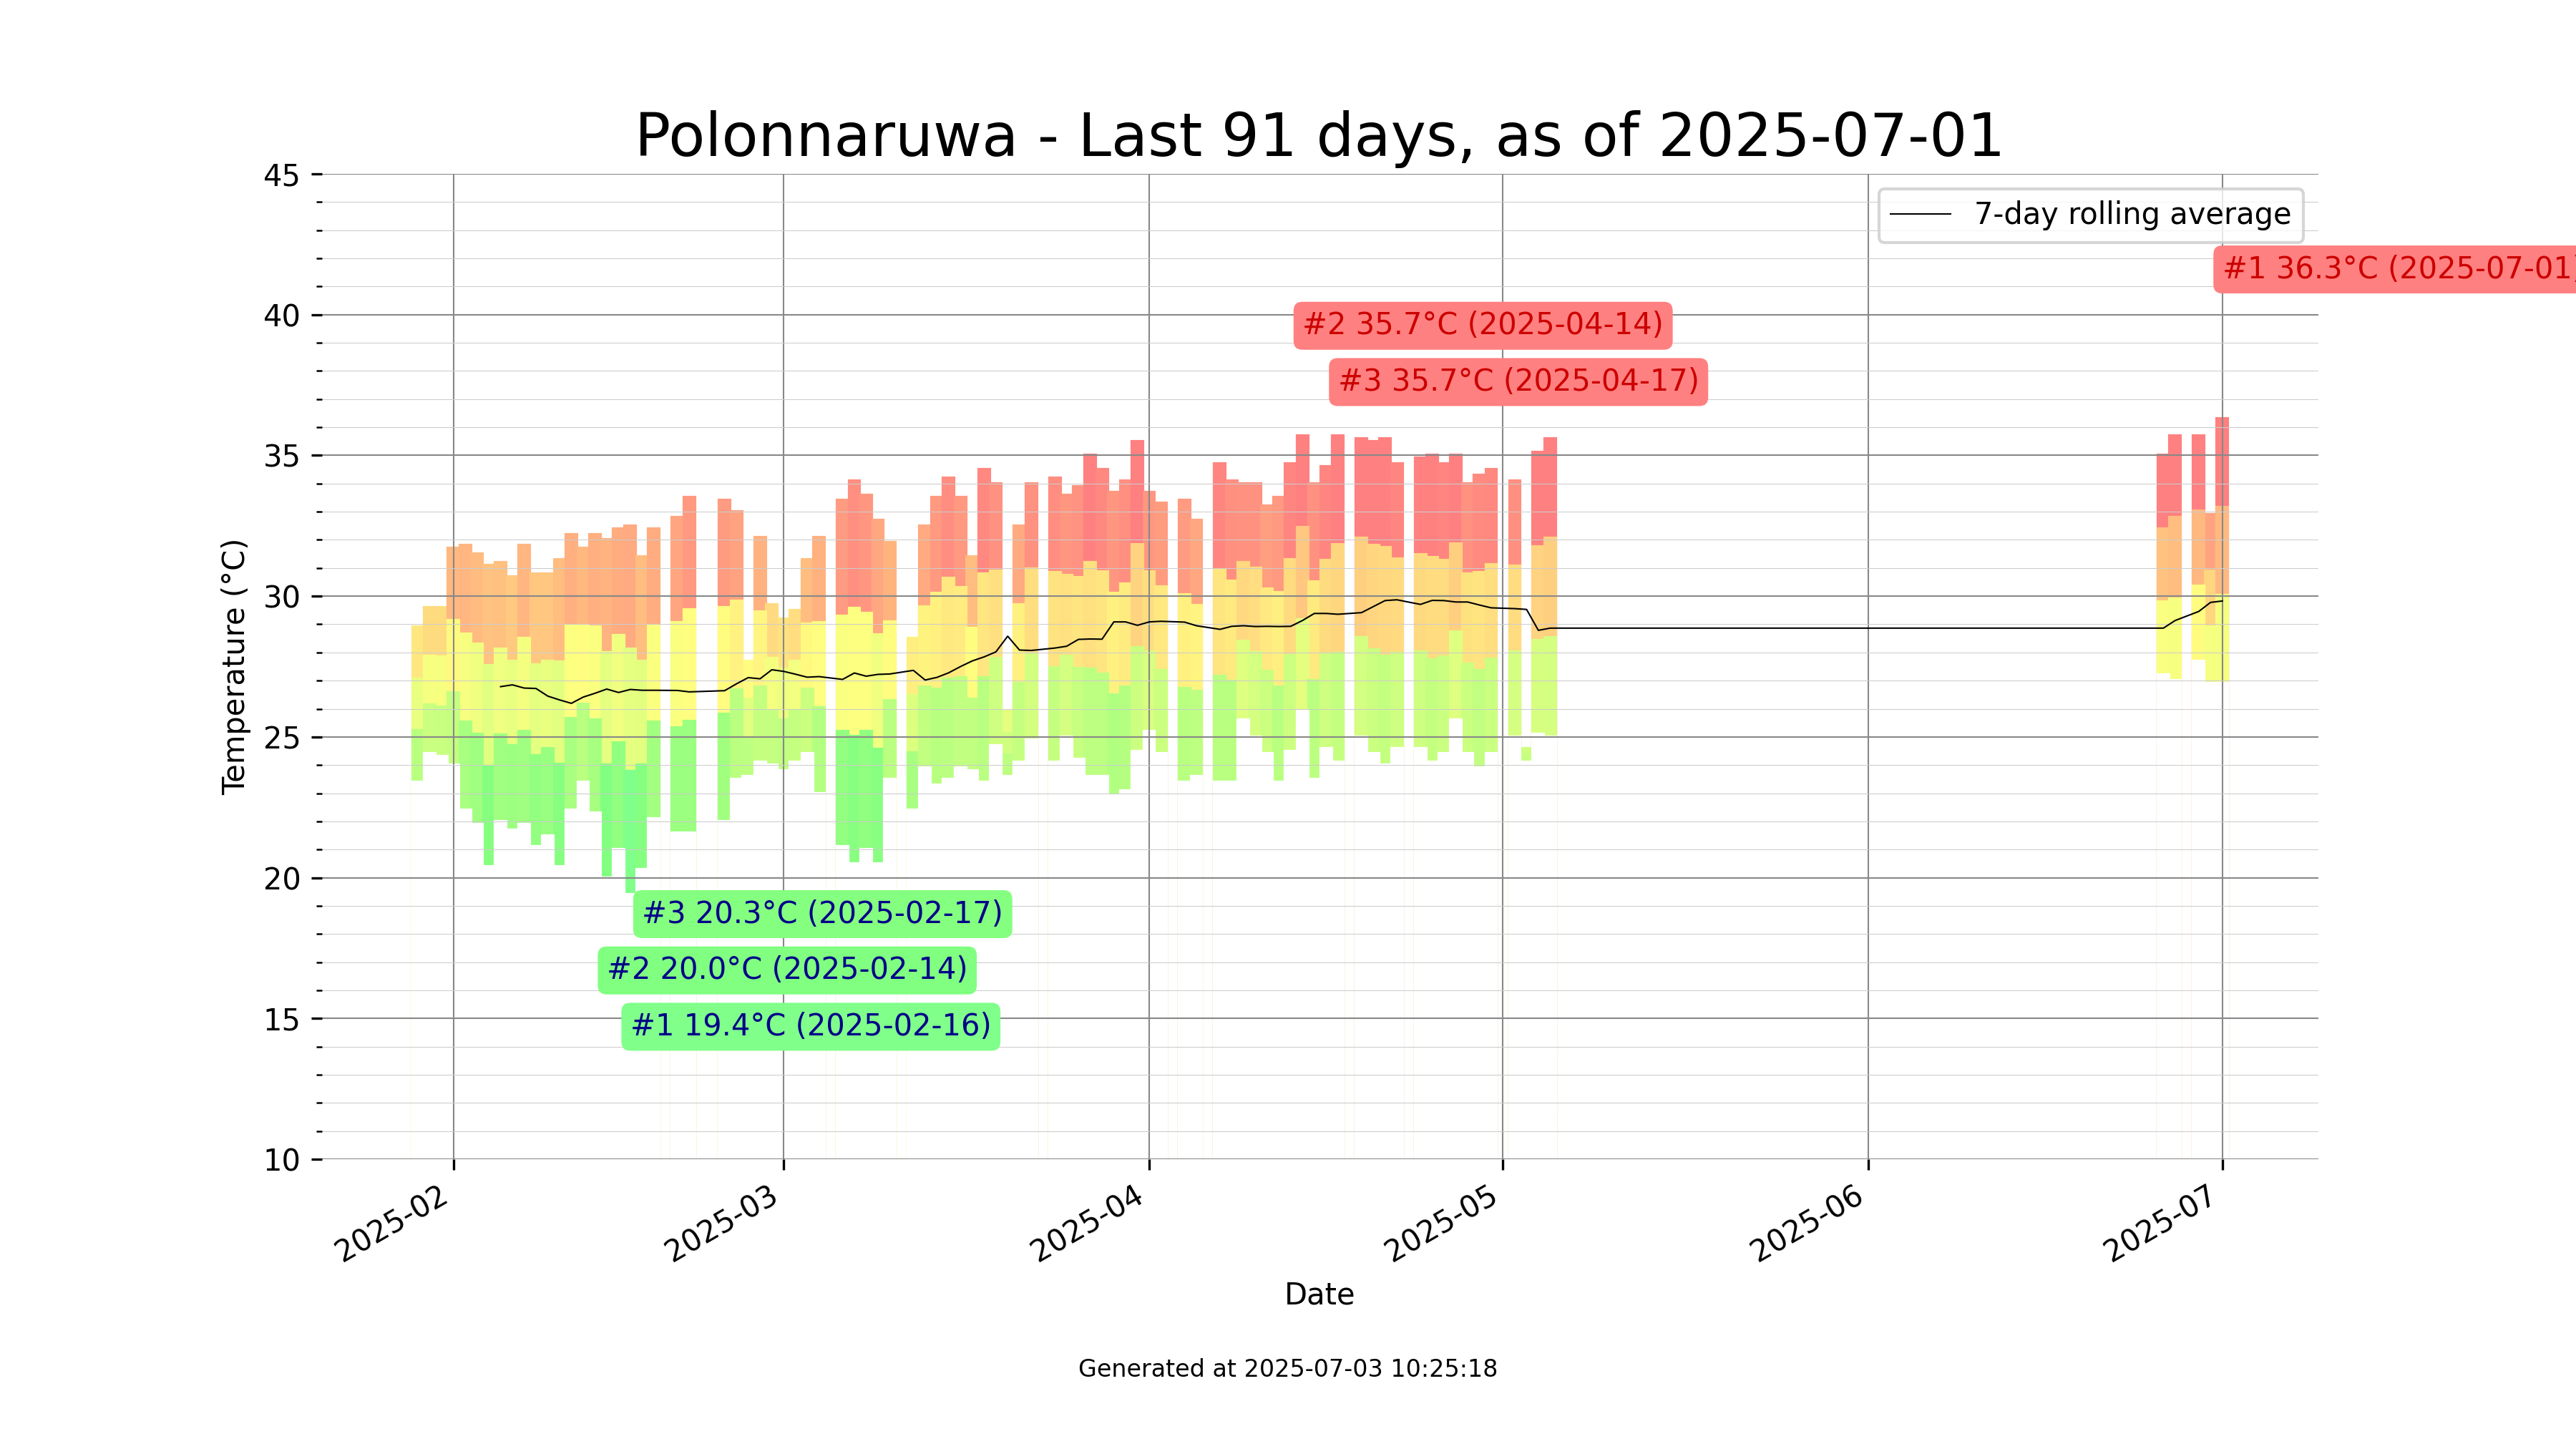 Polonnaruwa - Last 91 days, as of 2025-07-01
45
7-day rolling average
#1 36.3°C (2025-07-01)
40
#2 35.7°C (2025-04-14)
#3 35.7°C (2025-04-17)
35
30
Temperature (°C)
25
20
#3 20.3°C (2025-02-17)
#2 20.0°C (2025-02-14)
15
#1 19.4°C (2025-02-16)
10
2025-02
2025-03
2025-04
2025-05
2025-06
2025-07
Date
Generated at 2025-07-03 10:25:18